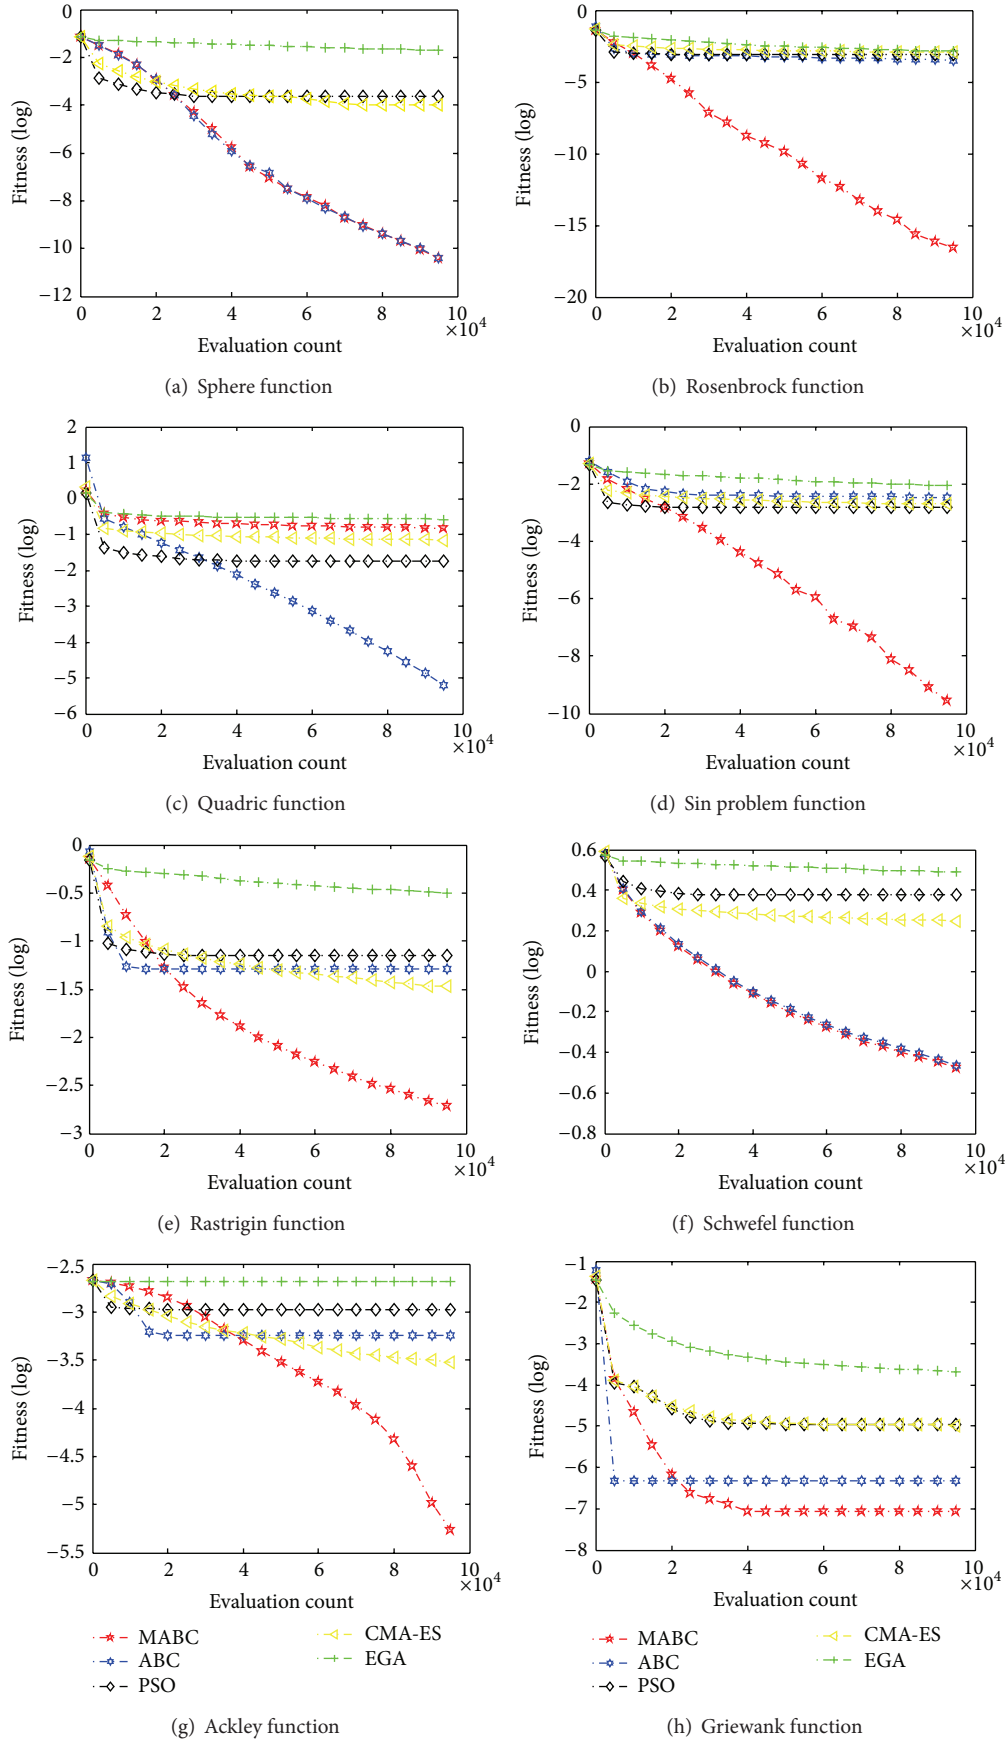 0
−2
−4
−6
−8
−10
−12
Fitness (log)
0 2 4 6 8 10
×10⁴
Evaluation count
(a) Sphere function
0
−5
−10
−15
−20
Fitness (log)
0 2 4 6 8 10
×10⁴
Evaluation count
(b) Rosenbrock function
2
1
0
−1
−2
−3
−4
−5
−6
Fitness (log)
0 2 4 6 8 10
×10⁴
Evaluation count
(c) Quadric function
0
−2
−4
−6
−8
−10
Fitness (log)
0 2 4 6 8 10
×10⁴
Evaluation count
(d) Sin problem function
0
−0.5
−1
−1.5
−2
−2.5
−3
Fitness (log)
0 2 4 6 8 10
×10⁴
Evaluation count
(e) Rastrigin function
0.6
0.4
0.2
0
−0.2
−0.4
−0.6
−0.8
Fitness (log)
0 2 4 6 8 10
×10⁴
Evaluation count
(f) Schwefel function
−2.5
−3
−3.5
−4
−4.5
−5
−5.5
Fitness (log)
0 2 4 6 8 10
×10⁴
Evaluation count
MABC
ABC
PSO
CMA-ES
EGA
(g) Ackley function
−1
−2
−3
−4
−5
−6
−7
−8
Fitness (log)
0 2 4 6 8 10
×10⁴
Evaluation count
MABC
ABC
PSO
CMA-ES
EGA
(h) Griewank function